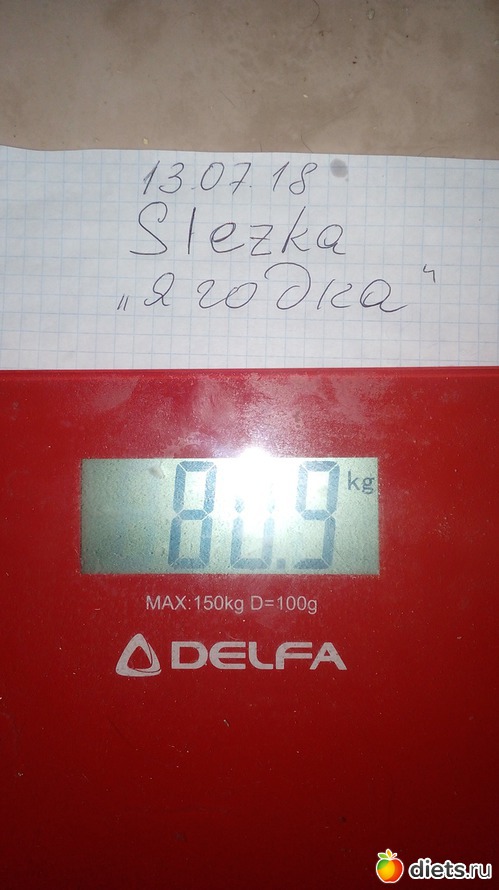 13.07.18
Slezka
„ягодка“
80.9 kg
MAX:150kg D=100g
DELFA
diets.ru